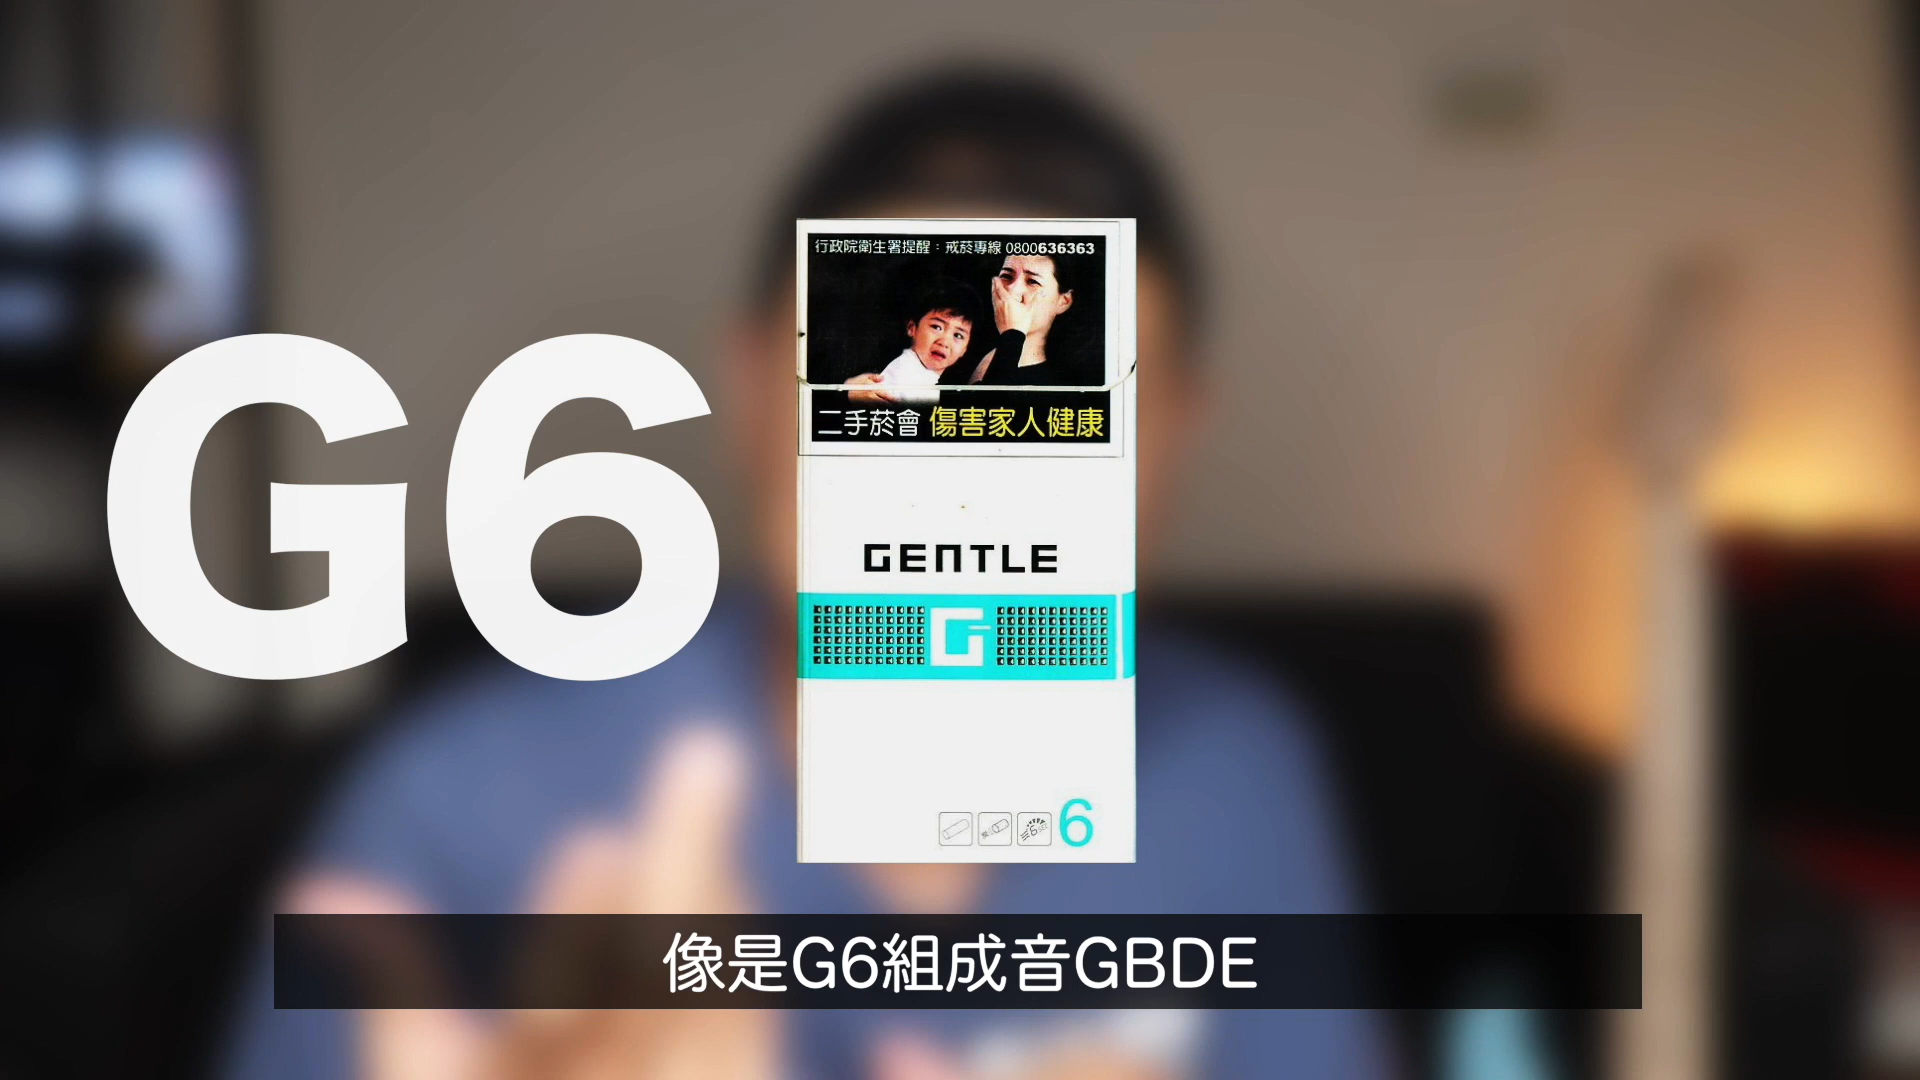 G6
行政院衛生署提醒：戒菸專線 0800636363
二手菸會 傷害家人健康
GENTLE
G
6
像是G6組成音GBDE